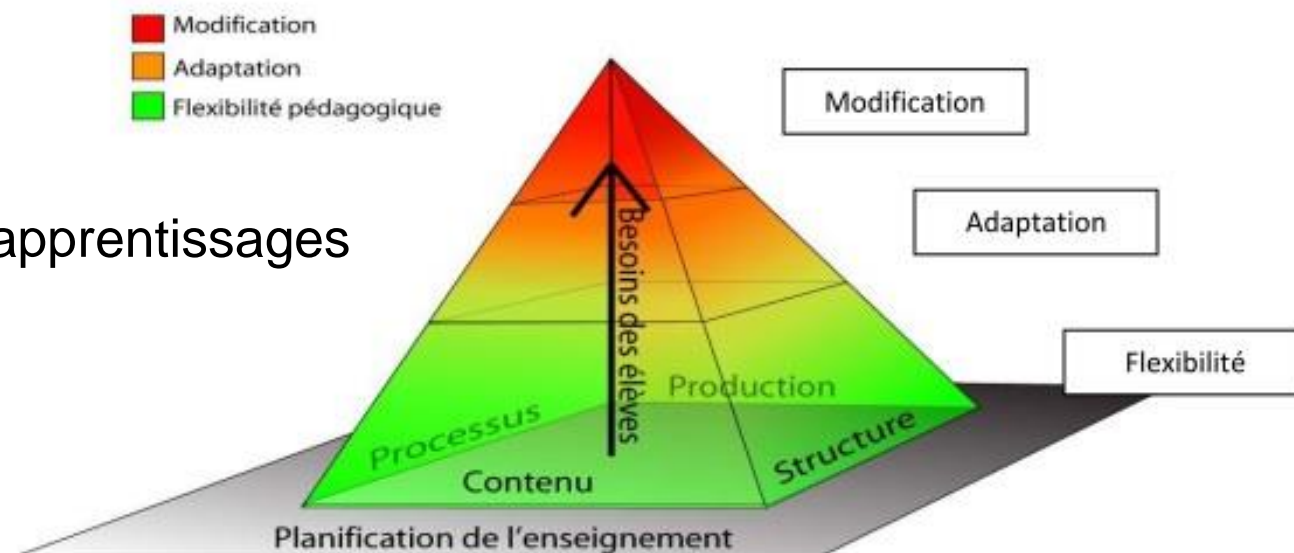 Modification
Adaptation
Flexibilité pédagogique
Modification
apprentissages
Adaptation
Besoins des élèves
Flexibilité
Production
Processus
Structure
Contenu
Planification de l'enseignement